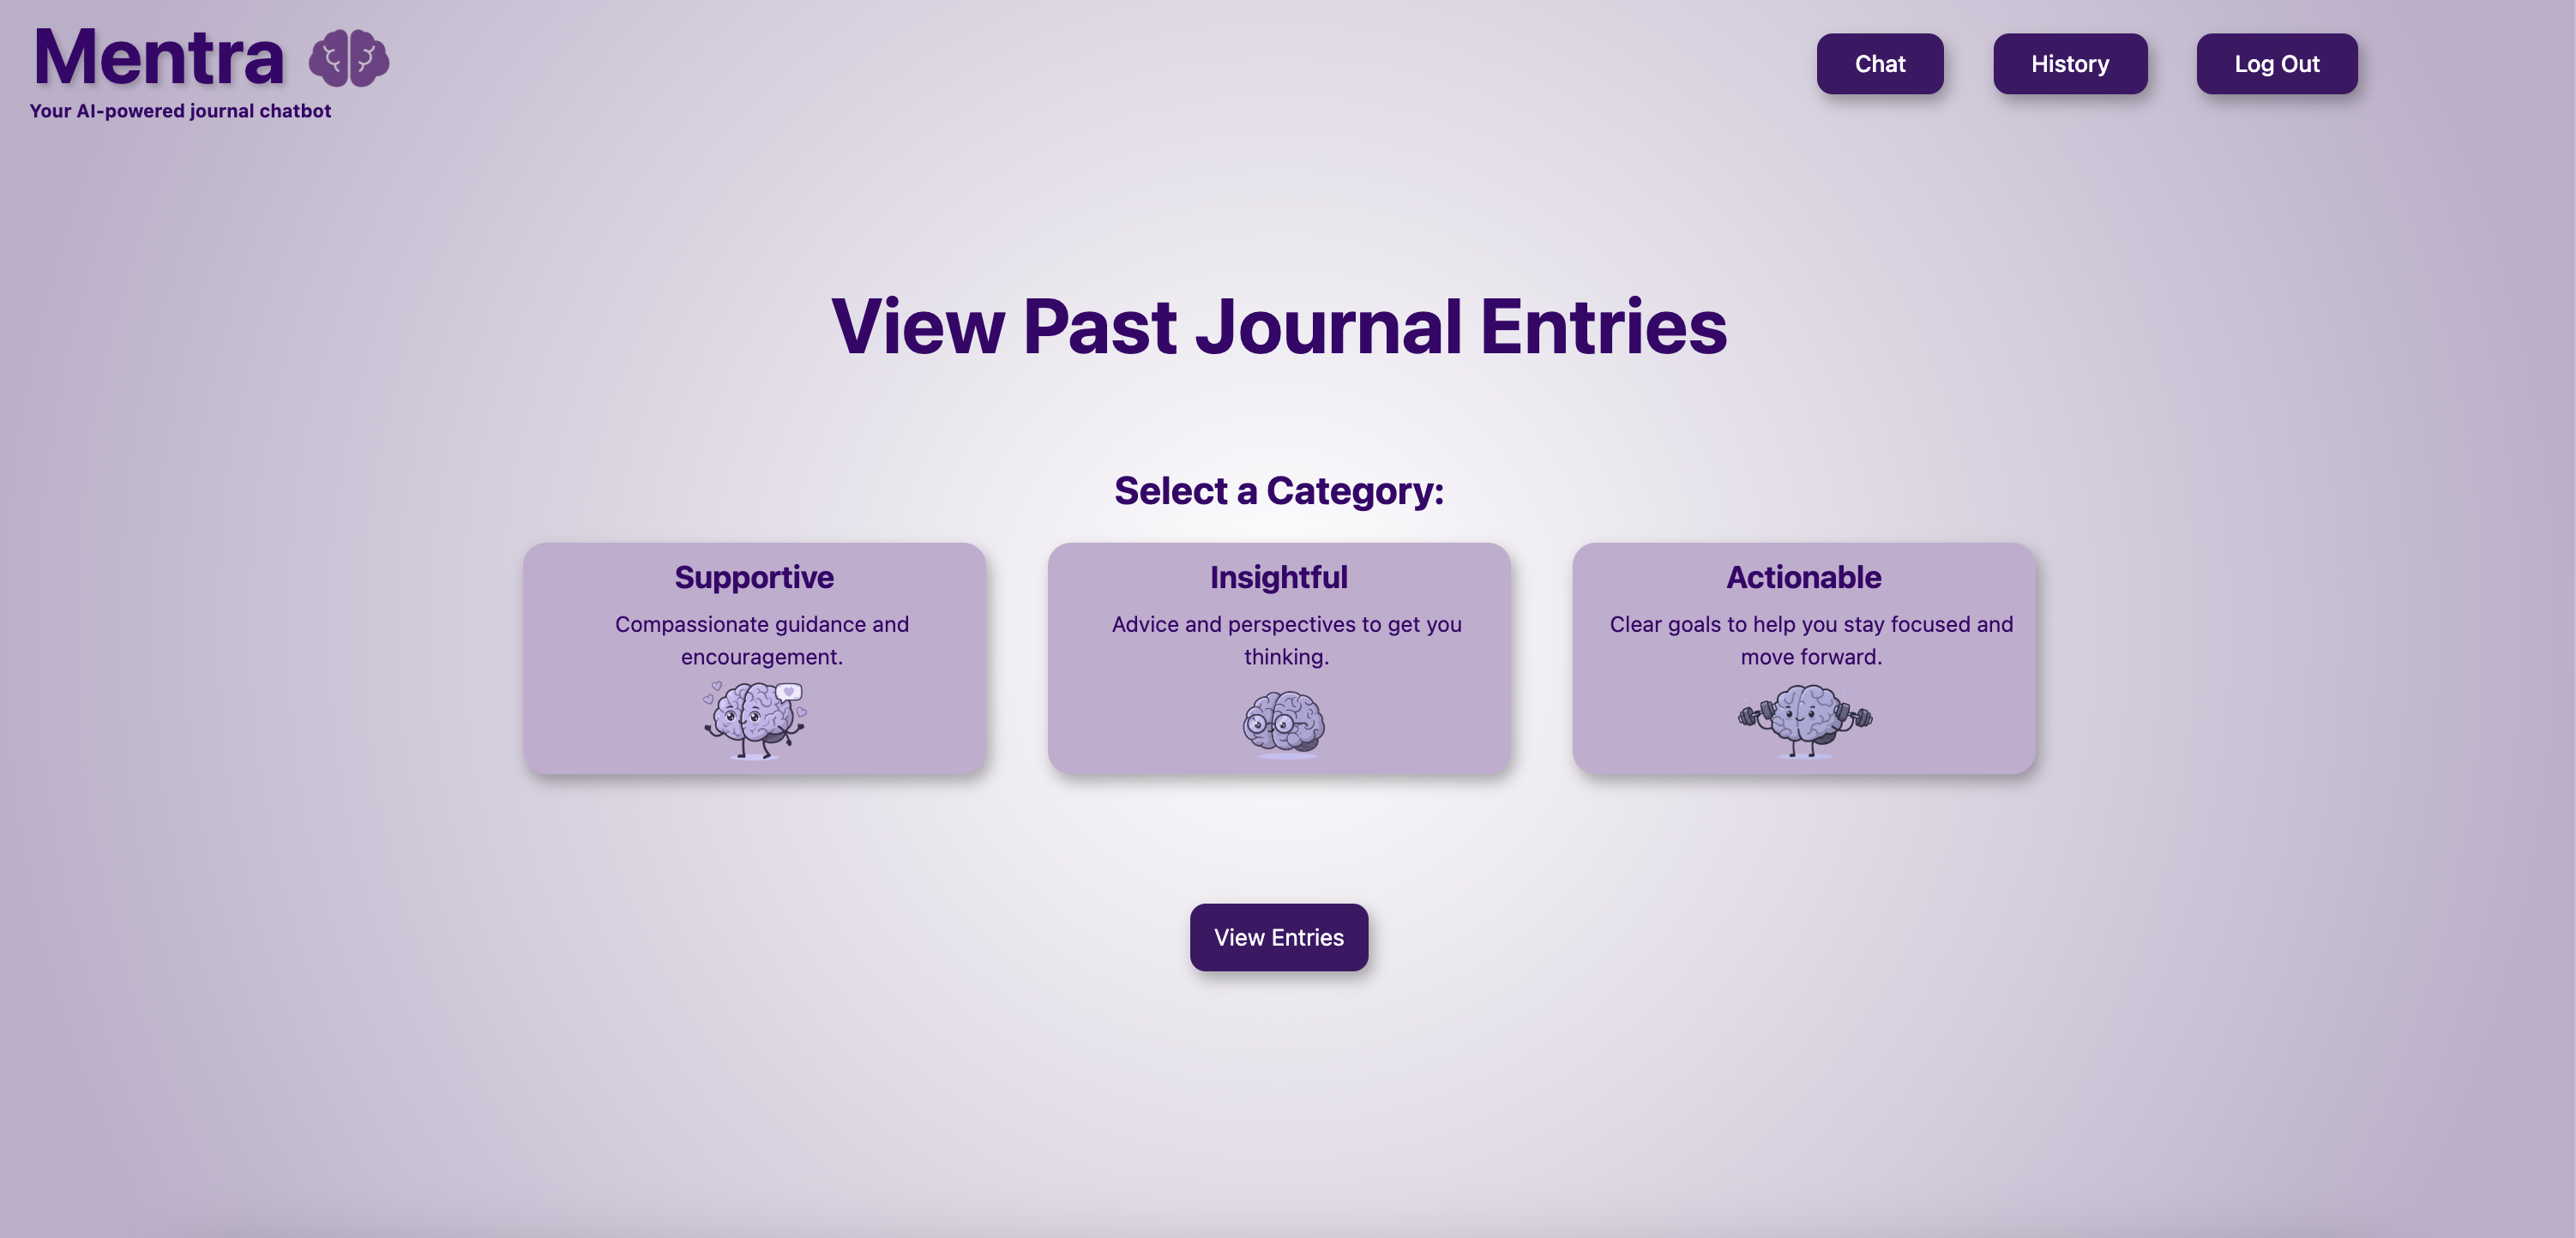 Mentra
Your AI-powered journal chatbot
Chat
History
Log Out
View Past Journal Entries
Select a Category:
Supportive
Compassionate guidance and
encouragement.
Insightful
Advice and perspectives to get you
thinking.
Actionable
Clear goals to help you stay focused and
move forward.
View Entries